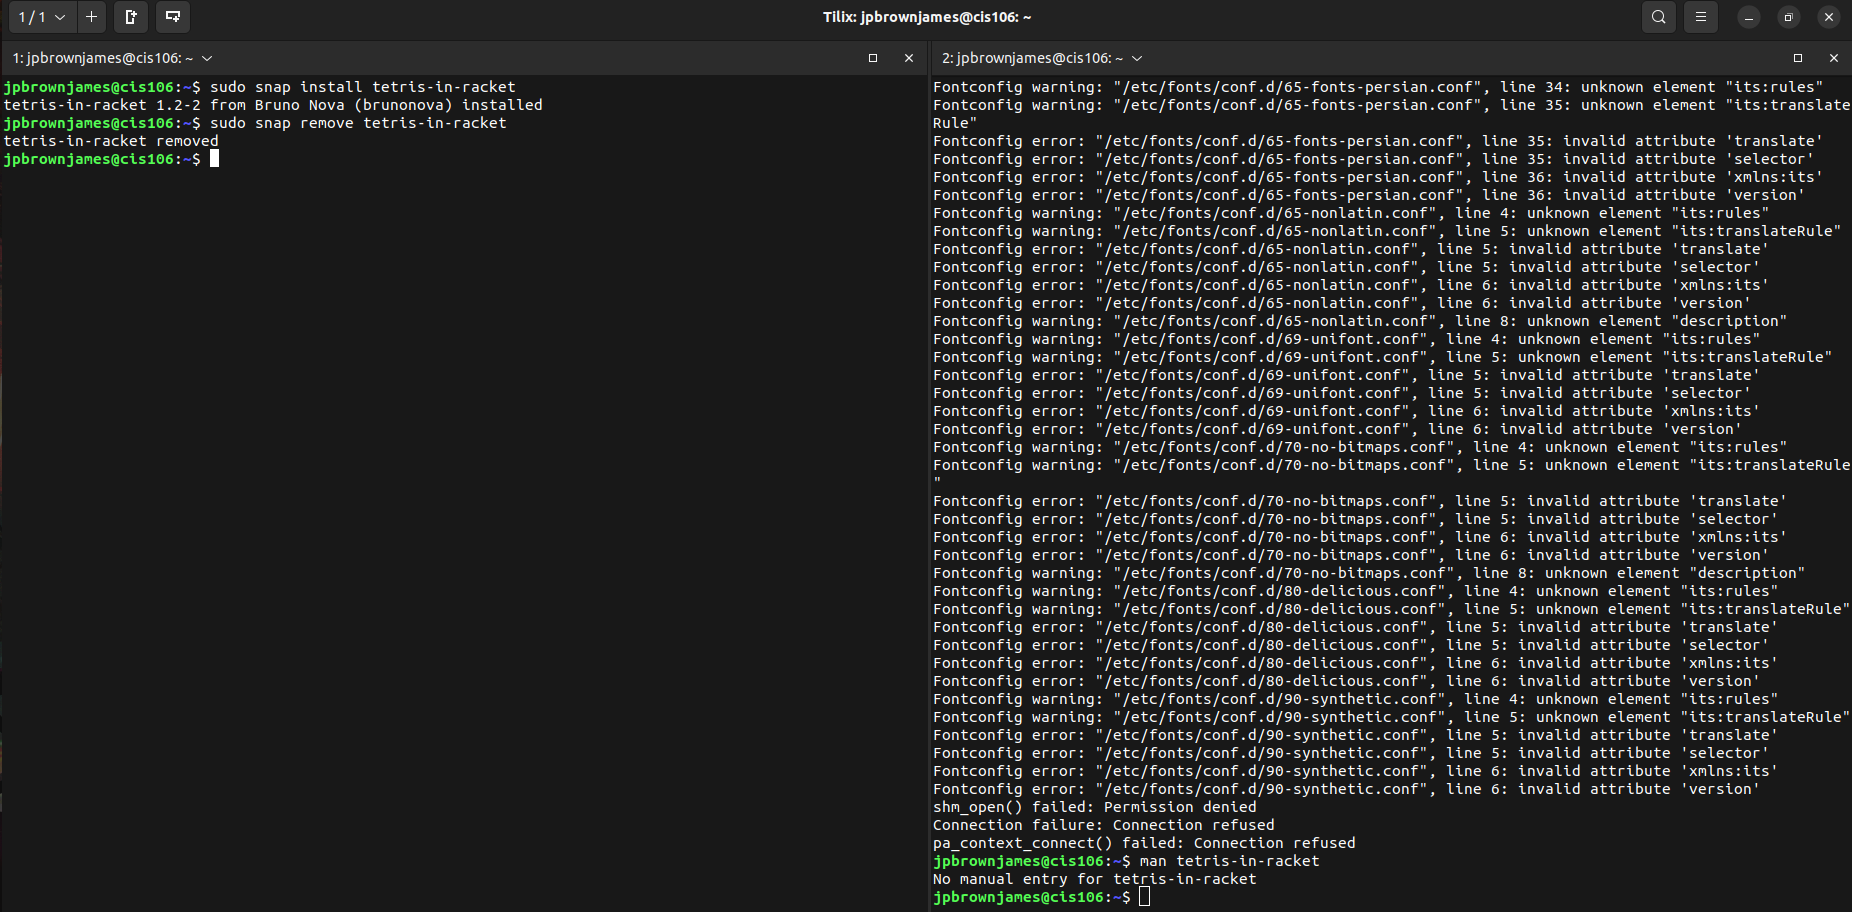 1 / 1
Tilix: jpbrownjames@cis106: ~
1: jpbrownjames@cis106: ~
jpbrownjames@cis106:~$ sudo snap install tetris-in-racket
tetris-in-racket 1.2-2 from Bruno Nova (brunonova) installed
jpbrownjames@cis106:~$ sudo snap remove tetris-in-racket
tetris-in-racket removed
jpbrownjames@cis106:~$
2: jpbrownjames@cis106: ~
Fontconfig warning: "/etc/fonts/conf.d/65-fonts-persian.conf", line 34: unknown element "its:rules"
Fontconfig warning: "/etc/fonts/conf.d/65-fonts-persian.conf", line 35: unknown element "its:translate
Rule"
Fontconfig error: "/etc/fonts/conf.d/65-fonts-persian.conf", line 35: invalid attribute 'translate'
Fontconfig error: "/etc/fonts/conf.d/65-fonts-persian.conf", line 35: invalid attribute 'selector'
Fontconfig error: "/etc/fonts/conf.d/65-fonts-persian.conf", line 36: invalid attribute 'xmlns:its'
Fontconfig error: "/etc/fonts/conf.d/65-fonts-persian.conf", line 36: invalid attribute 'version'
Fontconfig warning: "/etc/fonts/conf.d/65-nonlatin.conf", line 4: unknown element "its:rules"
Fontconfig warning: "/etc/fonts/conf.d/65-nonlatin.conf", line 5: unknown element "its:translateRule"
Fontconfig error: "/etc/fonts/conf.d/65-nonlatin.conf", line 5: invalid attribute 'translate'
Fontconfig error: "/etc/fonts/conf.d/65-nonlatin.conf", line 5: invalid attribute 'selector'
Fontconfig error: "/etc/fonts/conf.d/65-nonlatin.conf", line 6: invalid attribute 'xmlns:its'
Fontconfig error: "/etc/fonts/conf.d/65-nonlatin.conf", line 6: invalid attribute 'version'
Fontconfig warning: "/etc/fonts/conf.d/65-nonlatin.conf", line 8: unknown element "description"
Fontconfig warning: "/etc/fonts/conf.d/69-unifont.conf", line 4: unknown element "its:rules"
Fontconfig warning: "/etc/fonts/conf.d/69-unifont.conf", line 5: unknown element "its:translateRule"
Fontconfig error: "/etc/fonts/conf.d/69-unifont.conf", line 5: invalid attribute 'translate'
Fontconfig error: "/etc/fonts/conf.d/69-unifont.conf", line 5: invalid attribute 'selector'
Fontconfig error: "/etc/fonts/conf.d/69-unifont.conf", line 6: invalid attribute 'xmlns:its'
Fontconfig error: "/etc/fonts/conf.d/69-unifont.conf", line 6: invalid attribute 'version'
Fontconfig warning: "/etc/fonts/conf.d/70-no-bitmaps.conf", line 4: unknown element "its:rules"
Fontconfig warning: "/etc/fonts/conf.d/70-no-bitmaps.conf", line 5: unknown element "its:translateRule
"
Fontconfig error: "/etc/fonts/conf.d/70-no-bitmaps.conf", line 5: invalid attribute 'translate'
Fontconfig error: "/etc/fonts/conf.d/70-no-bitmaps.conf", line 5: invalid attribute 'selector'
Fontconfig error: "/etc/fonts/conf.d/70-no-bitmaps.conf", line 6: invalid attribute 'xmlns:its'
Fontconfig error: "/etc/fonts/conf.d/70-no-bitmaps.conf", line 6: invalid attribute 'version'
Fontconfig warning: "/etc/fonts/conf.d/70-no-bitmaps.conf", line 8: unknown element "description"
Fontconfig warning: "/etc/fonts/conf.d/80-delicious.conf", line 4: unknown element "its:rules"
Fontconfig warning: "/etc/fonts/conf.d/80-delicious.conf", line 5: unknown element "its:translateRule"
Fontconfig error: "/etc/fonts/conf.d/80-delicious.conf", line 5: invalid attribute 'translate'
Fontconfig error: "/etc/fonts/conf.d/80-delicious.conf", line 5: invalid attribute 'selector'
Fontconfig error: "/etc/fonts/conf.d/80-delicious.conf", line 6: invalid attribute 'xmlns:its'
Fontconfig error: "/etc/fonts/conf.d/80-delicious.conf", line 6: invalid attribute 'version'
Fontconfig warning: "/etc/fonts/conf.d/90-synthetic.conf", line 4: unknown element "its:rules"
Fontconfig warning: "/etc/fonts/conf.d/90-synthetic.conf", line 5: unknown element "its:translateRule"
Fontconfig error: "/etc/fonts/conf.d/90-synthetic.conf", line 5: invalid attribute 'translate'
Fontconfig error: "/etc/fonts/conf.d/90-synthetic.conf", line 5: invalid attribute 'selector'
Fontconfig error: "/etc/fonts/conf.d/90-synthetic.conf", line 6: invalid attribute 'xmlns:its'
Fontconfig error: "/etc/fonts/conf.d/90-synthetic.conf", line 6: invalid attribute 'version'
shm_open() failed: Permission denied
Connection failure: Connection refused
pa_context_connect() failed: Connection refused
jpbrownjames@cis106:~$ man tetris-in-racket
No manual entry for tetris-in-racket
jpbrownjames@cis106:~$